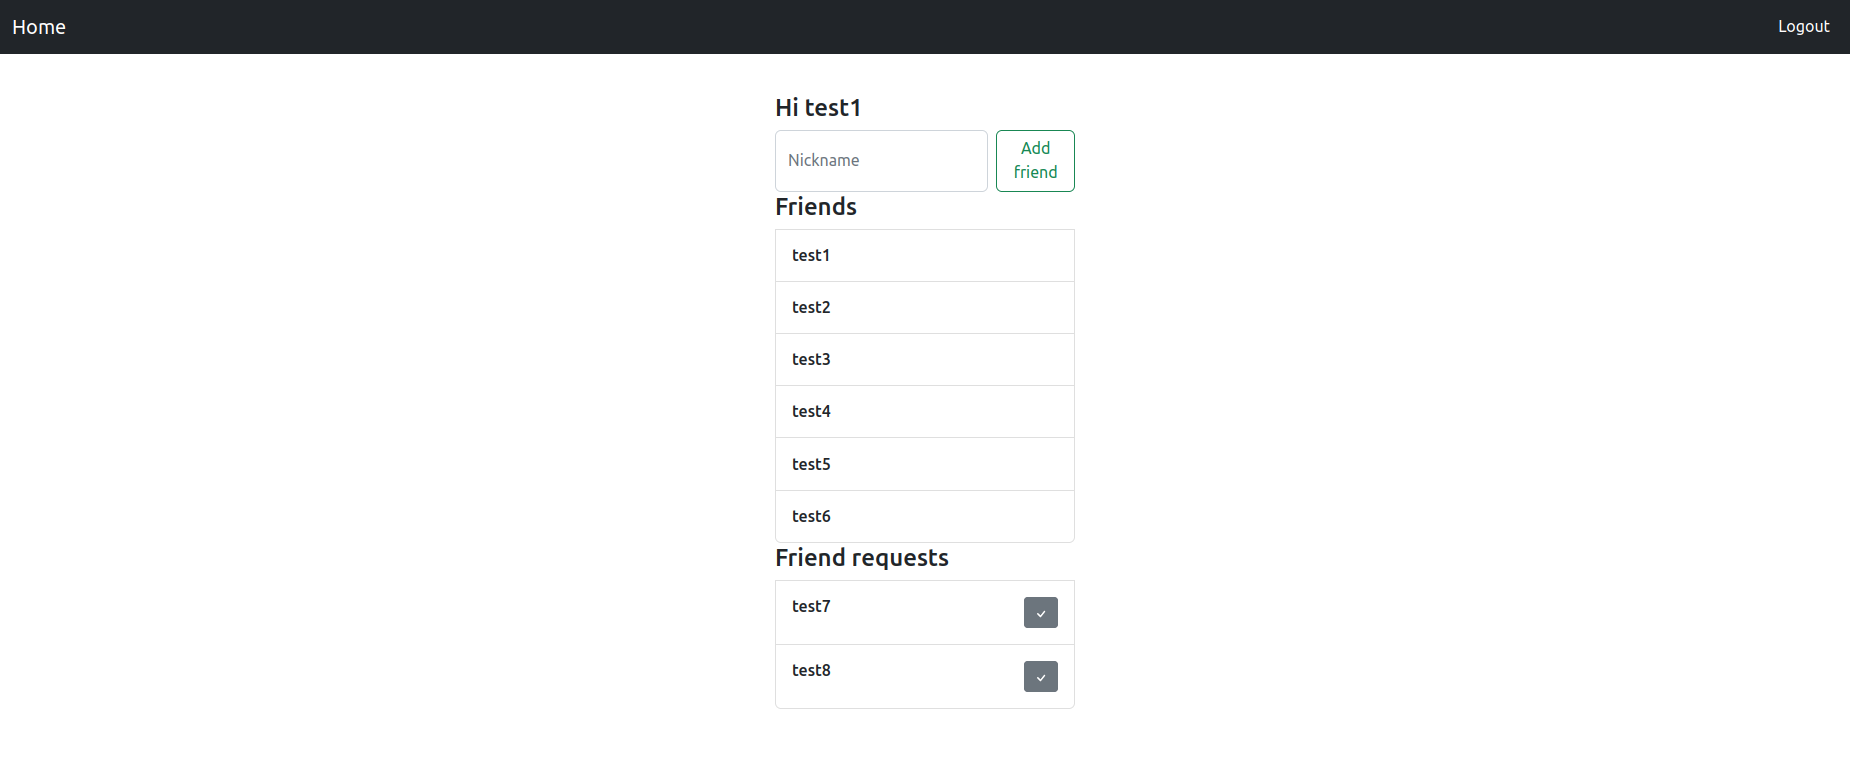 Home
Logout
Hi test1
Nickname
Add
friend
Friends
test1
test2
test3
test4
test5
test6
Friend requests
test7
test8